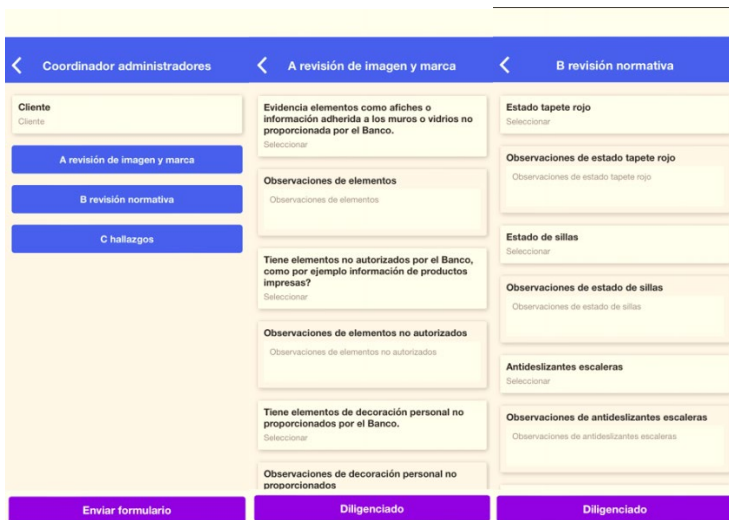 Coordinador administradores
Cliente
Cliente
A revisión de imagen y marca
B revisión normativa
C hallazgos
Enviar formulario
A revisión de imagen y marca
Evidencia elementos como afiches o
información adherida a los muros o vidrios no
proporcionada por el Banco.
Seleccionar
Observaciones de elementos
Observaciones de elementos
Tiene elementos no autorizados por el Banco,
como por ejemplo información de productos
impresas?
Seleccionar
Observaciones de elementos no autorizados
Observaciones de elementos no autorizados
Tiene elementos de decoración personal no
proporcionados por el Banco.
Seleccionar
Observaciones de decoración personal no
proporcionados
Diligenciado
B revisión normativa
Estado tapete rojo
Seleccionar
Observaciones de estado tapete rojo
Observaciones de estado tapete rojo
Estado de sillas
Seleccionar
Observaciones de estado de sillas
Observaciones de estado de sillas
Antideslizantes escaleras
Seleccionar
Observaciones de antideslizantes escaleras
Observaciones de antideslizantes escaleras
Diligenciado